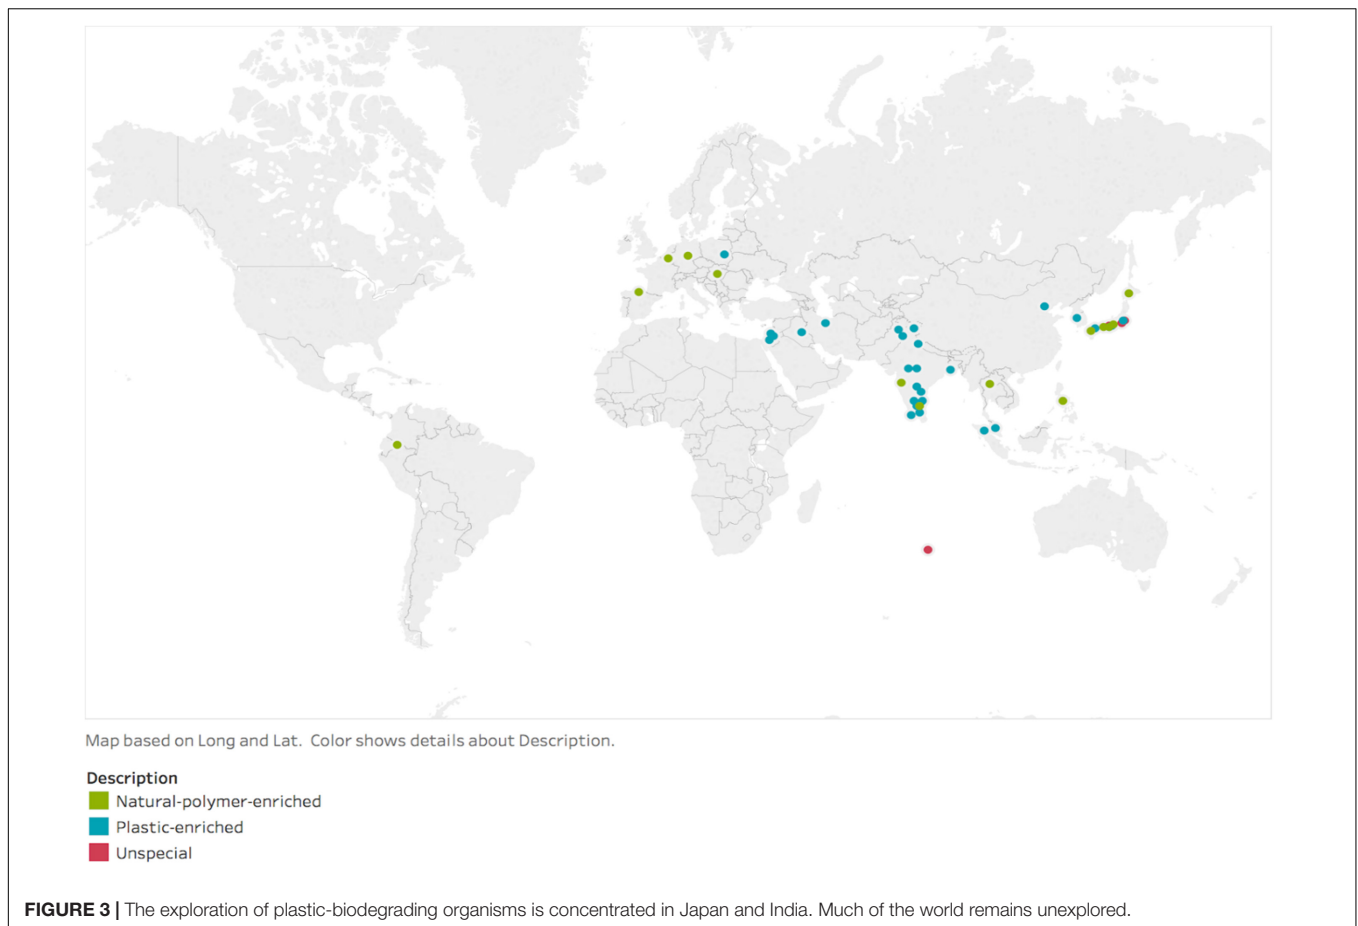 Map based on Long and Lat. Color shows details about Description.
Description
Natural-polymer-enriched
Plastic-enriched
Unspecial
FIGURE 3 | The exploration of plastic-biodegrading organisms is concentrated in Japan and India. Much of the world remains unexplored.